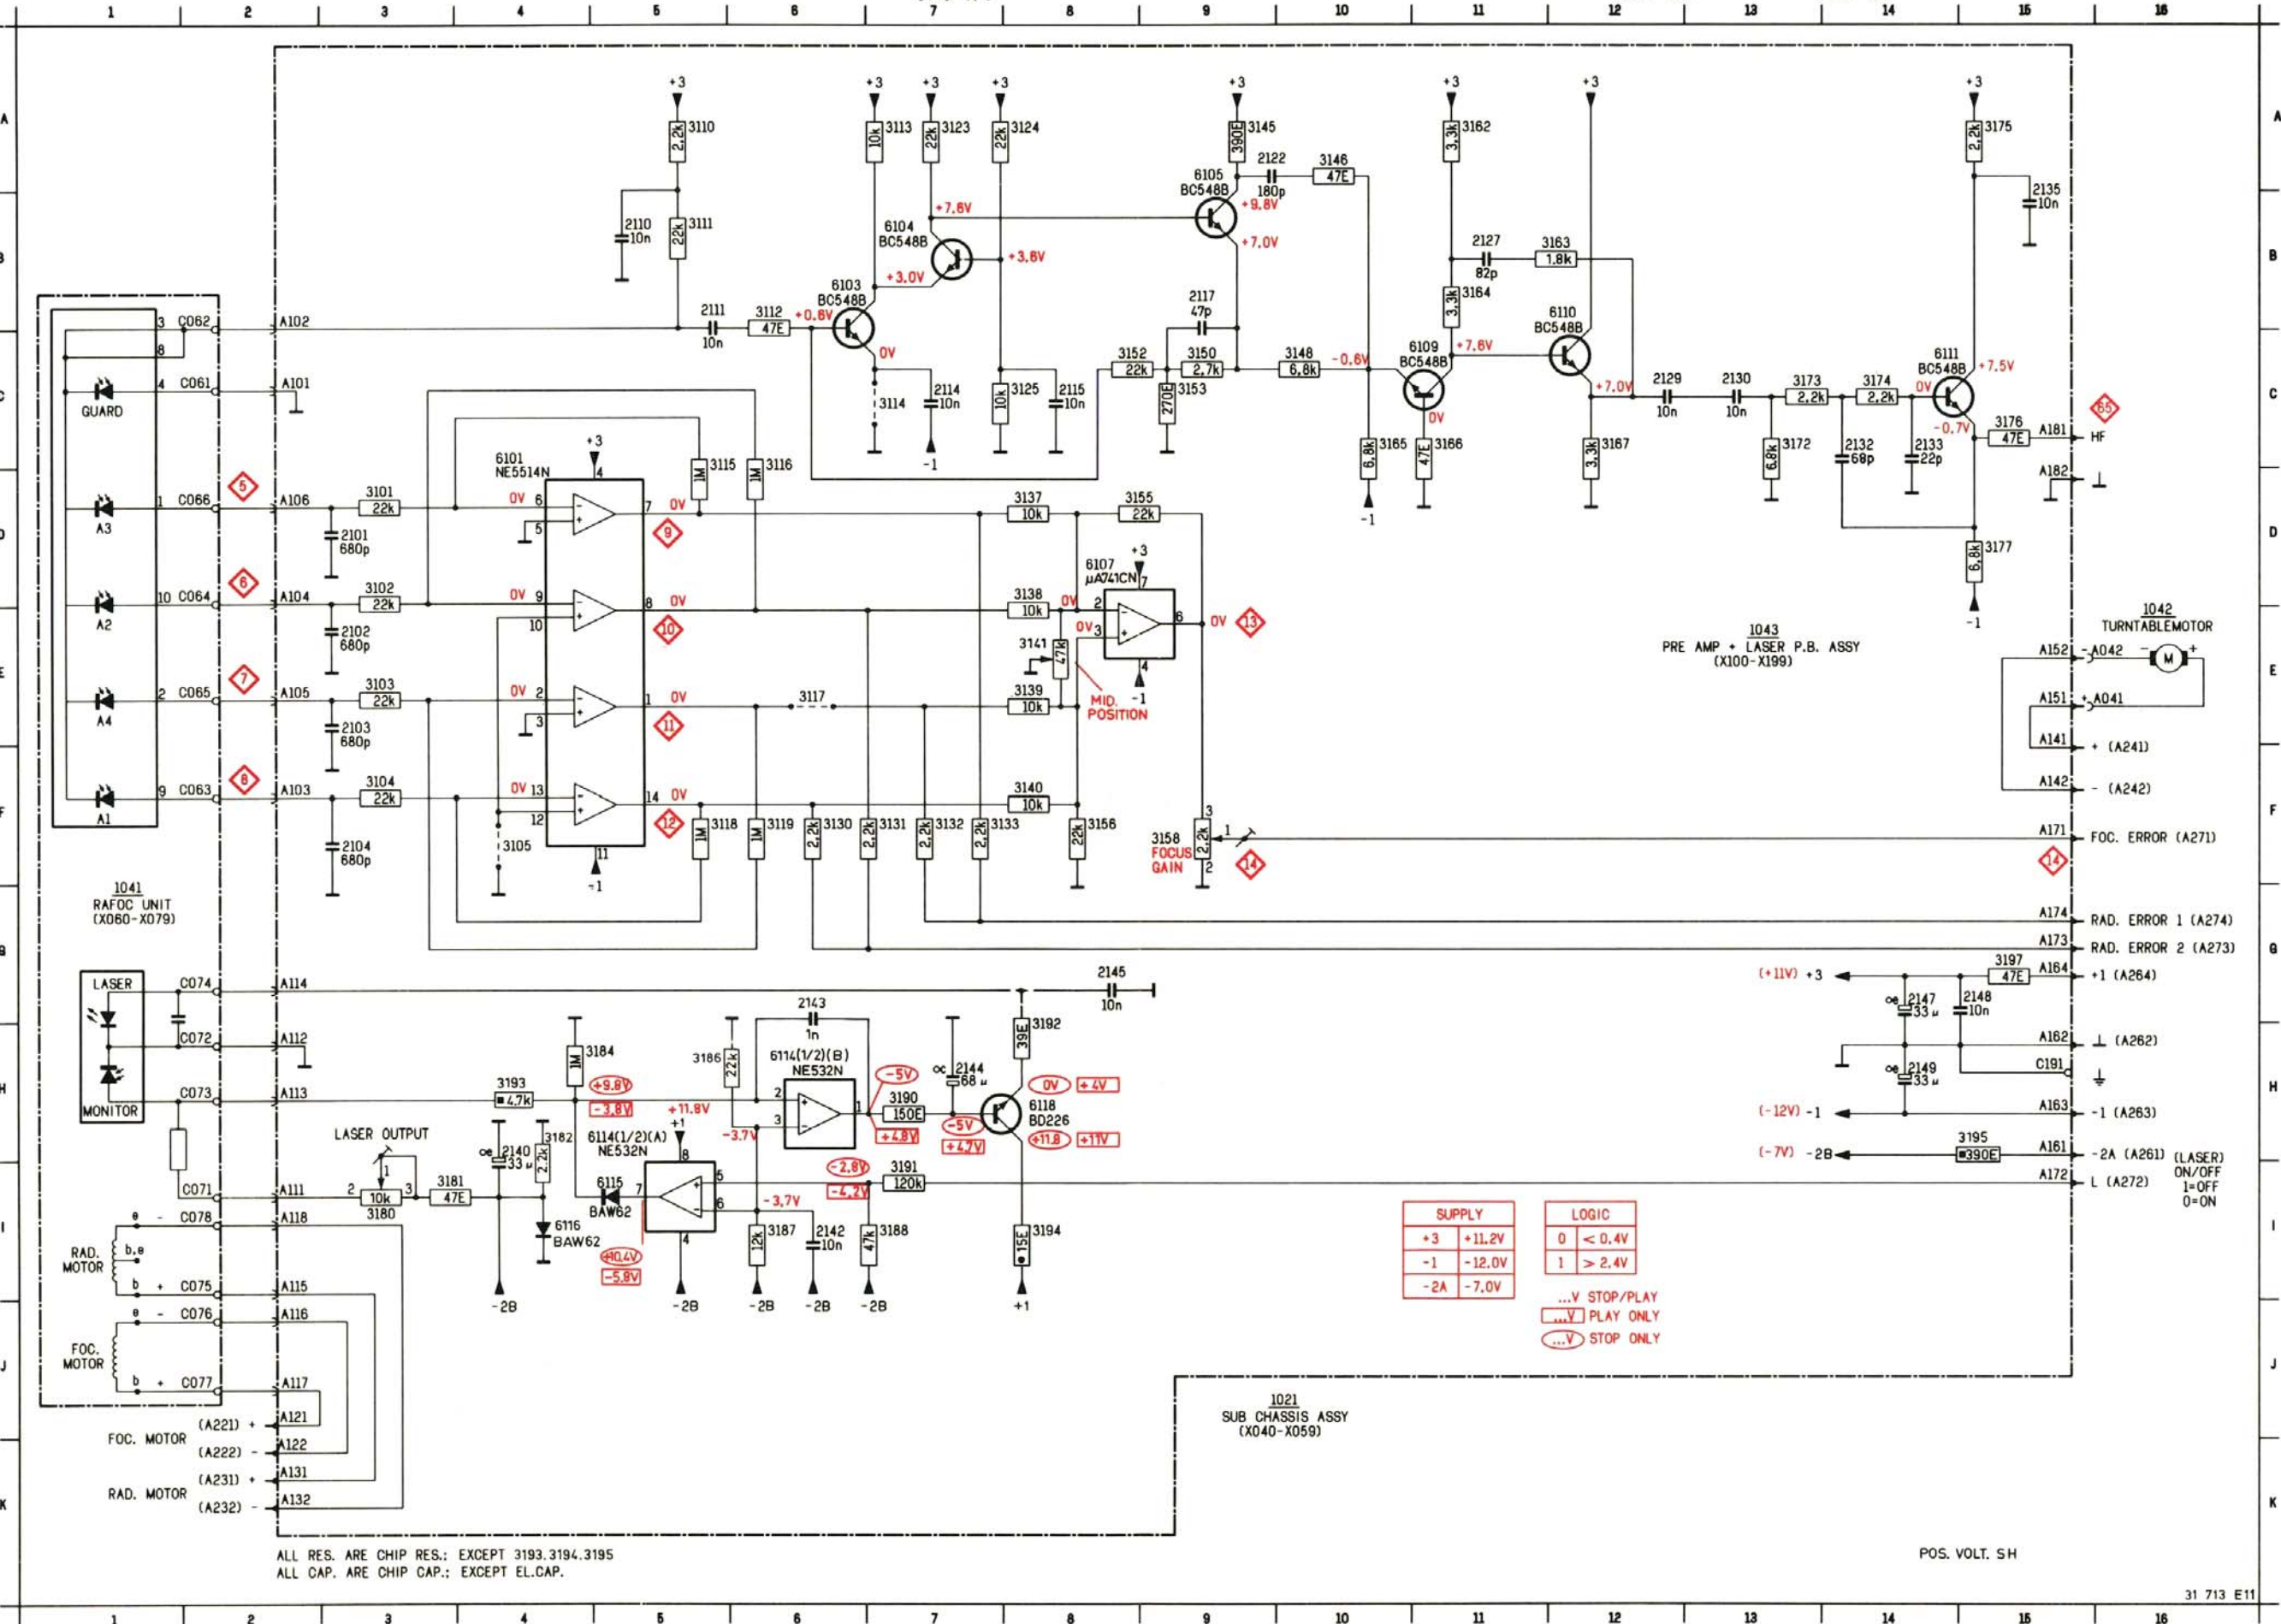 1 2 3 4 5 6 7 8 9 10 11 12 13 14 15 16
A
B
C
D
E
F
G
H
I
J
K
+3 +3 +3 +3 +3 +3 +3 +3
2.2k 3110
10k 3113
22k 3123
22k 3124
390E 3145
3.3k 3162
2.2k 3175
2122
180p
3146
47E
6105
BC548B
+9.8V
+7.0V
2135
10n
2110
10n
22k 3111
+7.6V
6104
BC548B
+3.6V
+3.0V
2127
82p
3163
1.8k
3.3k 3164
6103
BC548B
2111
10n
3112
47E
+0.6V
0V
2117
47p
6110
BC548B
3 C062 A102
8
4 C061 A101
GUARD
3152
22k
3150
2.7k
3148
6.8k
-0.6V
6109
BC548B
+7.6V
0V
6111
BC548B
+7.5V
3114
2114
10n
-1
10k 3125
2115
10n
270E 3153
+7.0V
2129
10n
2130
10n
3173
2.2k
3174
2.2k
0V
-0.7V
3176
47E
A181 HF
65
A182 ⊥
6.8k 3165
-1
47E 3166
3.3k 3167
6.8k 3172
2132
68p
2133
22p
6101
NE5514N
+3
4
1M 3115
1M 3116
A3
1 C066
5
A106
3101
22k
2101
680p
0V 6
5
7 0V
9
3137
10k
3155
22k
6.8k 3177
-1
A2
10 C064
6
A104
3102
22k
2102
680p
0V 9
10
8 0V
10
3138
10k
0V 2
0V 3
6107
µA741CN
+3
7
6 0V
13
4
-1
3141
47k
MID.
POSITION
1043
PRE AMP + LASER P.B. ASSY
(X100-X199)
1042
TURNTABLEMOTOR
A152 - A042 - M +
A151 + A041
A141 + (A241)
A142 - (A242)
A4
2 C065
7
A105
3103
22k
2103
680p
0V 2
3
1 0V
11
3117
3139
10k
A1
9 C063
8
A103
3104
22k
2104
680p
0V 13
12
14 0V
12
3105
11
-1
3140
10k
1M 3118
1M 3119
2.2k 3130
2.2k 3131
2.2k 3132
2.2k 3133
22k 3156
3158
FOCUS
GAIN
3
2.2k
1
2
14
A171 FOC. ERROR (A271)
14
1041
RAFOC UNIT
(X060-X079)
A174 RAD. ERROR 1 (A274)
A173 RAD. ERROR 2 (A273)
LASER
MONITOR
C074 A114
C072 A112
C073 A113
2145
10n
(+11V) +3
3197
47E
A164 +1 (A264)
2147
33µ
2148
10n
A162 ⊥ (A262)
2149
33µ
C191
(-12V) -1
A163 -1 (A263)
(-7V) -2B
3195
390E
A161 -2A (A261)
(LASER)
ON/OFF
1=OFF
0=ON
A172 L (A272)
2143
1n
39E 3192
1M 3184
3186
22k
6114(1/2)(B)
NE532N
2
3
1
-5V
+4.8V
3190
150E
2144
68µ
-5V
+4.7V
0V +4V
6118
BD226
+11.8 +11V
3193
4.7k
+9.8V
-3.8V
+11.8V
+1
-3.7V
LASER OUTPUT
2140
33µ
3182
2.2k
6114(1/2)(A)
NE532N
8
5
6
7
4
-2.8V
-4.2V
3191
120k
C071 A111
2 1 3
10k
3180
3181
47E
6115
BAW62
6116
BAW62
+10.4V
-5.8V
-3.7V
12k 3187
2142
10n
47k 3188
15E 3194
-2B -2B -2B -2B -2B +1
RAD.
MOTOR
e - C078 A118
b.e
b + C075 A115
FOC.
MOTOR
e - C076 A116
b + C077 A117
FOC. MOTOR
(A221) + A121
(A222) - A122
RAD. MOTOR
(A231) + A131
(A232) - A132
SUPPLY
+3 +11.2V
-1 -12.0V
-2A -7.0V
LOGIC
0 < 0.4V
1 > 2.4V
...V STOP/PLAY
...V PLAY ONLY
...V STOP ONLY
1021
SUB CHASSIS ASSY
(X040-X059)
ALL RES. ARE CHIP RES.: EXCEPT 3193.3194.3195
ALL CAP. ARE CHIP CAP.: EXCEPT EL.CAP.
POS. VOLT. SH
31 713 E11
1 2 3 4 5 6 7 8 9 10 11 12 13 14 15 16